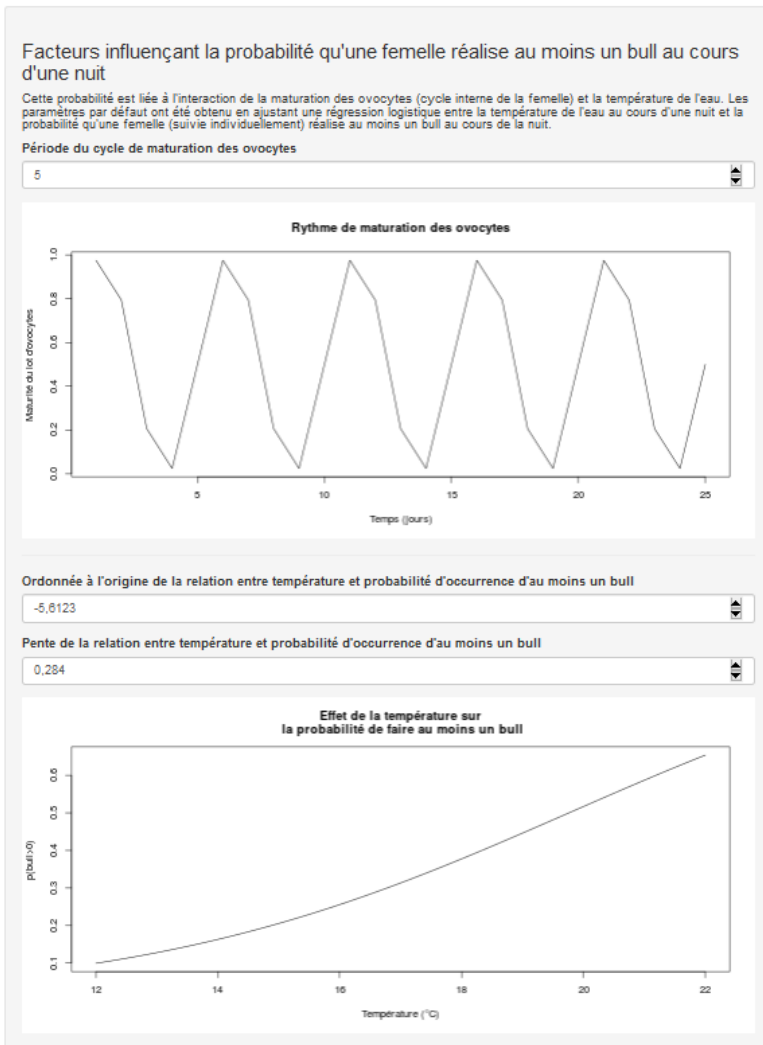 Facteurs influençant la probabilité qu'une femelle réalise au moins un bull au cours
d'une nuit
Cette probabilité est liée à l'interaction de la maturation des ovocytes (cycle interne de la femelle) et la température de l'eau. Les
paramètres par défaut ont été obtenu en ajustant une régression logistique entre la température de l'eau au cours d'une nuit et la
probabilité qu'une femelle (suivie individuellement) réalise au moins un bull au cours de la nuit.
Période du cycle de maturation des ovocytes
5
Rythme de maturation des ovocytes
Maturité du lot d'ovocytes
1.0
0.8
0.6
0.4
0.2
0.0
5 10 15 20 25
Temps (jours)
Ordonnée à l'origine de la relation entre température et probabilité d'occurrence d'au moins un bull
-5,6123
Pente de la relation entre température et probabilité d'occurrence d'au moins un bull
0,284
Effet de la température sur
la probabilité de faire au moins un bull
p(bull>0)
0.6
0.5
0.4
0.3
0.2
0.1
12 14 16 18 20 22
Température (°C)